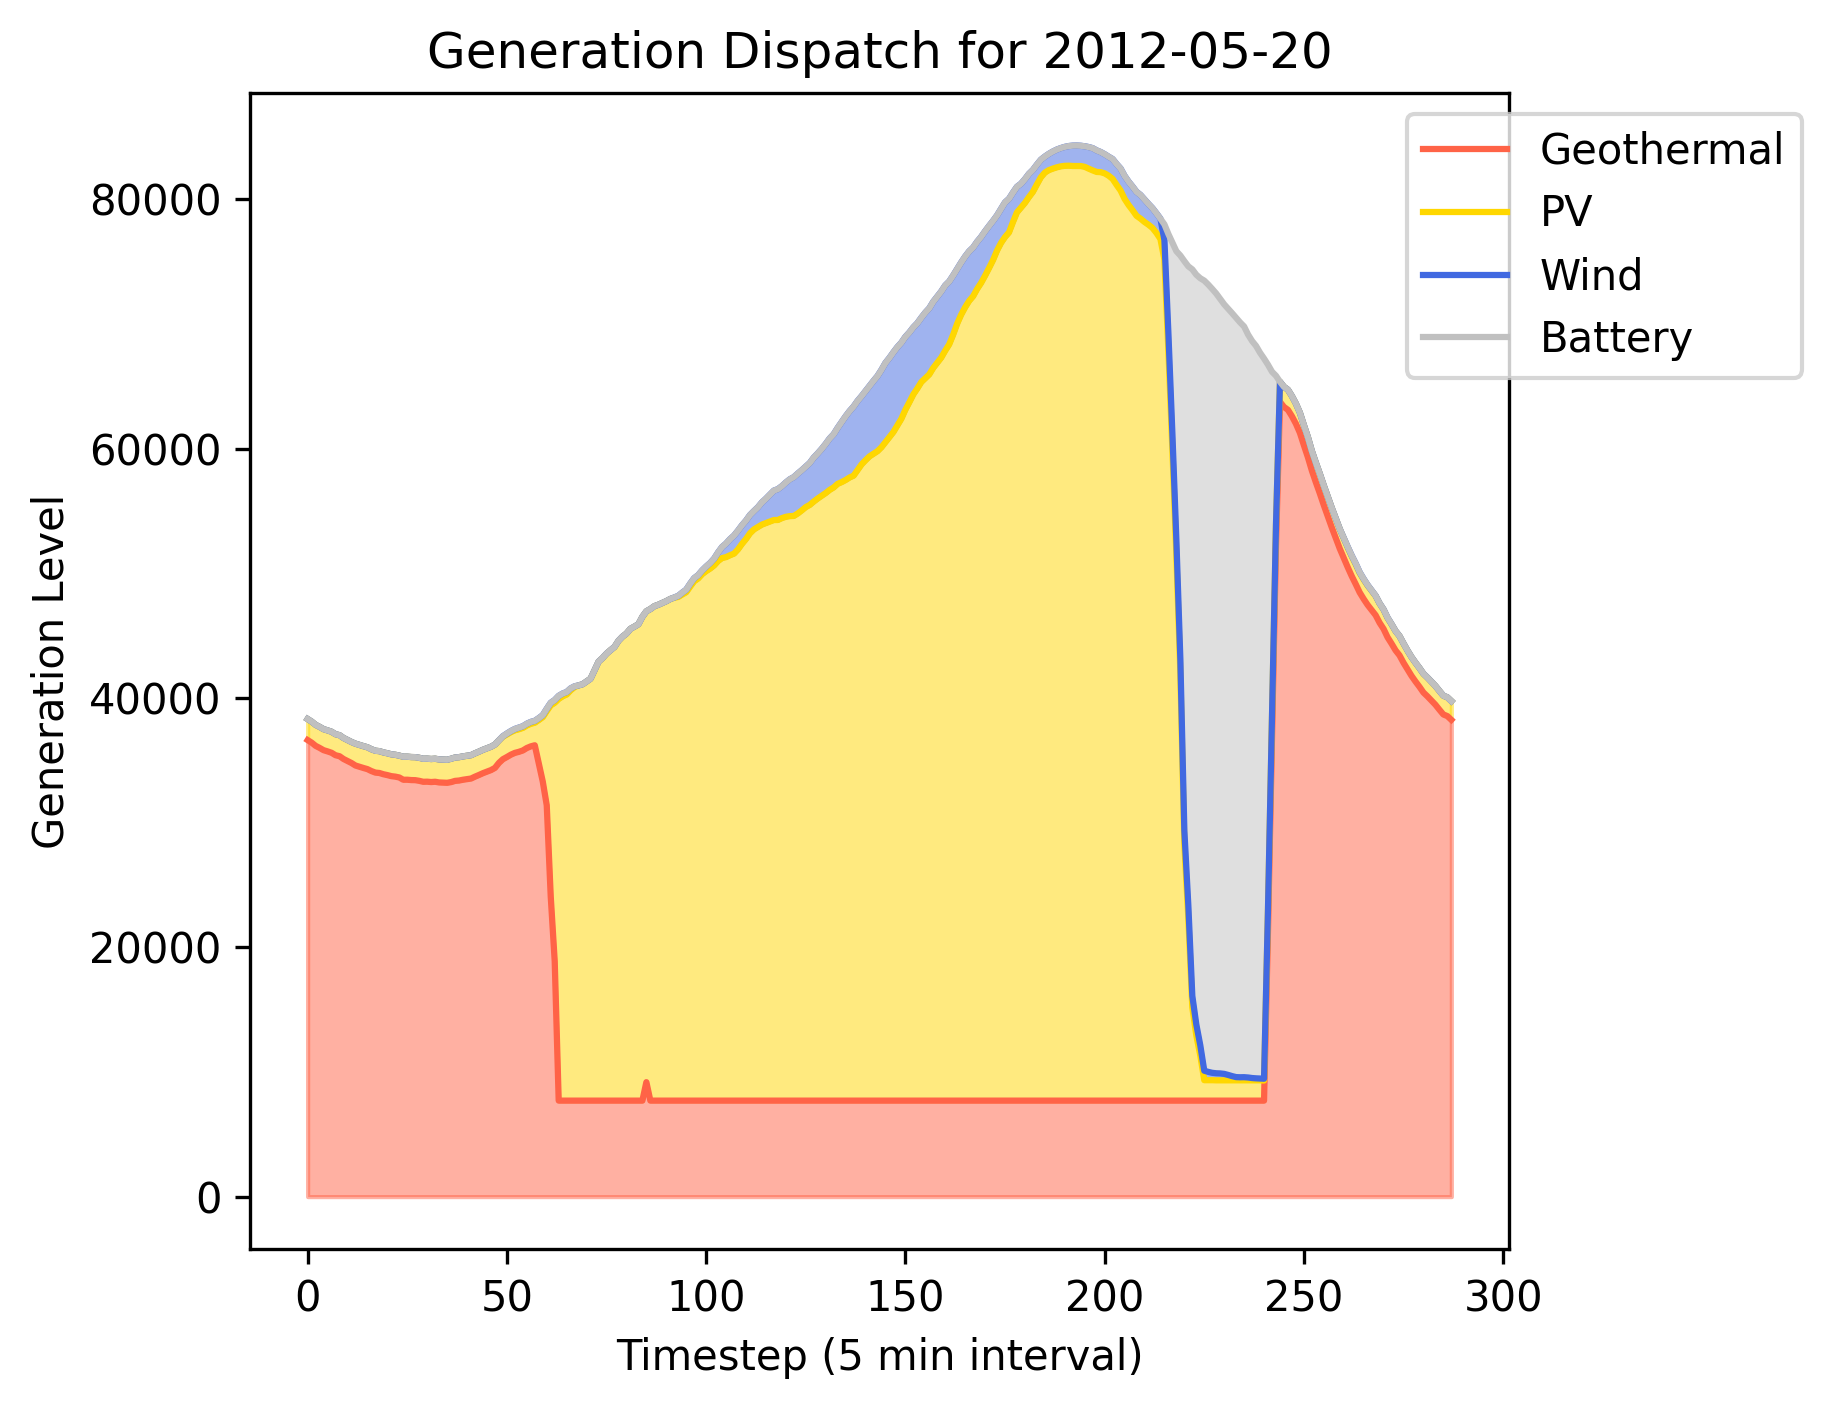 Generation Dispatch for 2012-05-20
Geothermal
PV
Wind
Battery
Generation Level
80000
60000
40000
20000
0
0 50 100 150 200 250 300
Timestep (5 min interval)